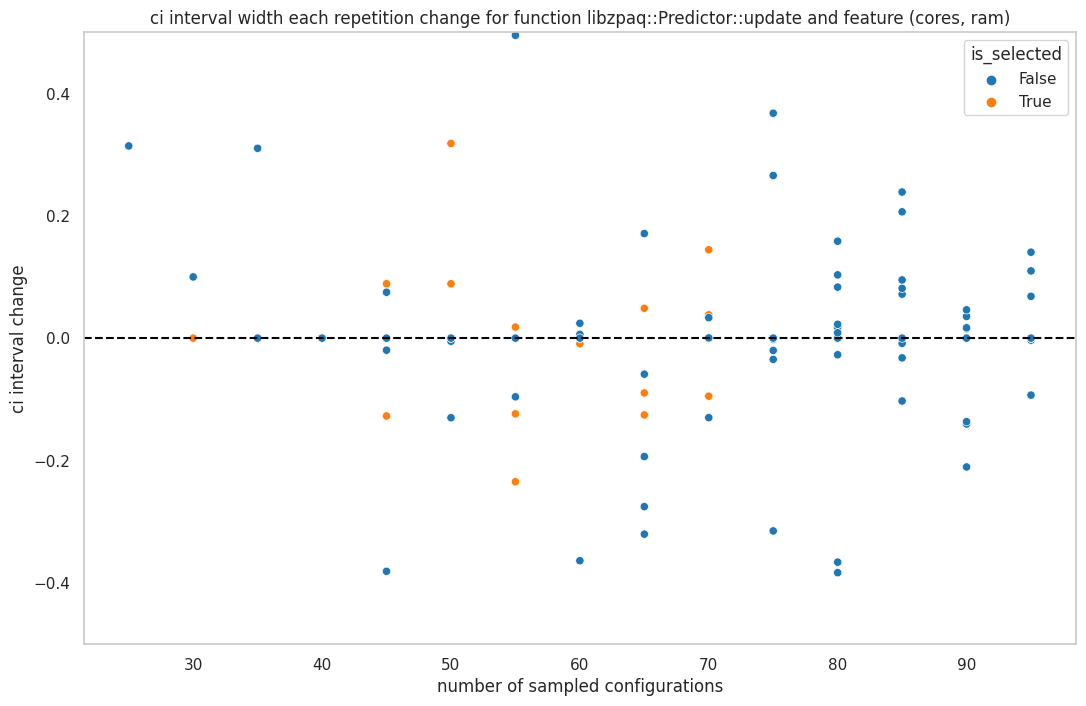 ci interval width each repetition change for function libzpaq::Predictor::update and feature (cores, ram)
is_selected
False
True
ci interval change
0.4
0.2
0.0
−0.2
−0.4
30 40 50 60 70 80 90
number of sampled configurations